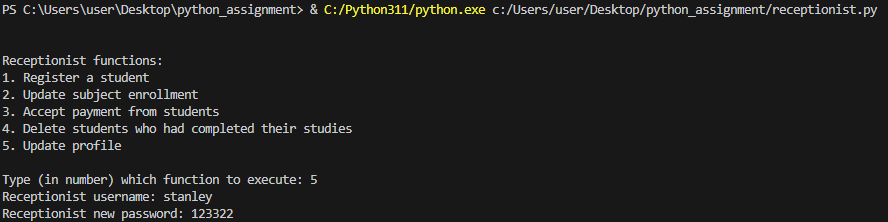 PS C:\Users\user\Desktop\python_assignment> & C:/Python311/python.exe c:/Users/user/Desktop/python_assignment/receptionist.py
Receptionist functions:
1. Register a student
2. Update subject enrollment
3. Accept payment from students
4. Delete students who had completed their studies
5. Update profile
Type (in number) which function to execute: 5
Receptionist username: stanley
Receptionist new password: 123322